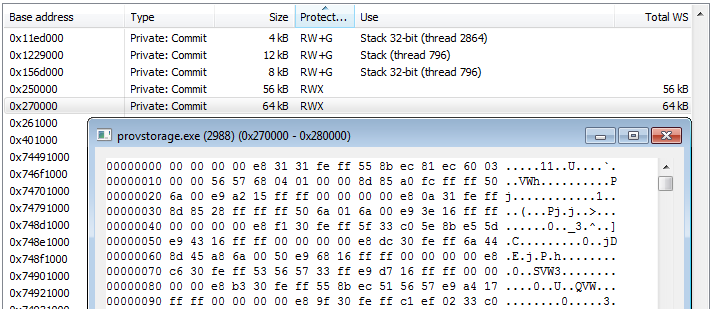 Base address Type Size Protect... Use Total WS
0x11ed000 Private: Commit 4 kB RW+G Stack 32-bit (thread 2864)
0x1229000 Private: Commit 12 kB RW+G Stack (thread 796)
0x156d000 Private: Commit 8 kB RW+G Stack 32-bit (thread 796)
0x250000 Private: Commit 56 kB RWX 56 kB
0x270000 Private: Commit 64 kB RWX 64 kB
0x261000
0x401000
0x74491000
0x746f1000
0x74701000
0x74791000
0x748d1000
0x748e1000
0x748f1000
0x74901000
0x74921000
provstorage.exe (2988) (0x270000 - 0x280000)
00000000 00 00 00 00 e8 31 31 fe ff 55 8b ec 81 ec 60 03 .....11..U....`.
00000010 00 00 56 57 68 04 01 00 00 8d 85 a0 fc ff ff 50 ..VWh..........P
00000020 6a 00 e9 a2 15 ff ff 00 00 00 00 e8 0a 31 fe ff j............1..
00000030 8d 85 28 ff ff ff 50 6a 01 6a 00 e9 3e 16 ff ff ..(...Pj.j..>...
00000040 00 00 00 00 e8 f1 30 fe ff 5f 33 c0 5e 8b e5 5d ......0.._3.^..]
00000050 e9 43 16 ff ff 00 00 00 00 e8 dc 30 fe ff 6a 44 .C.........0..jD
00000060 8d 45 a8 6a 00 50 e9 68 16 ff ff 00 00 00 00 e8 .E.j.P.h........
00000070 c6 30 fe ff 53 56 57 33 ff e9 d7 16 ff ff 00 00 .0..SVW3........
00000080 00 00 e8 b3 30 fe ff 55 8b ec 51 56 57 e9 a4 17 ....0..U..QVW...
00000090 ff ff 00 00 00 00 e8 9f 30 fe ff c1 ef 02 33 c0 ........0.....3.